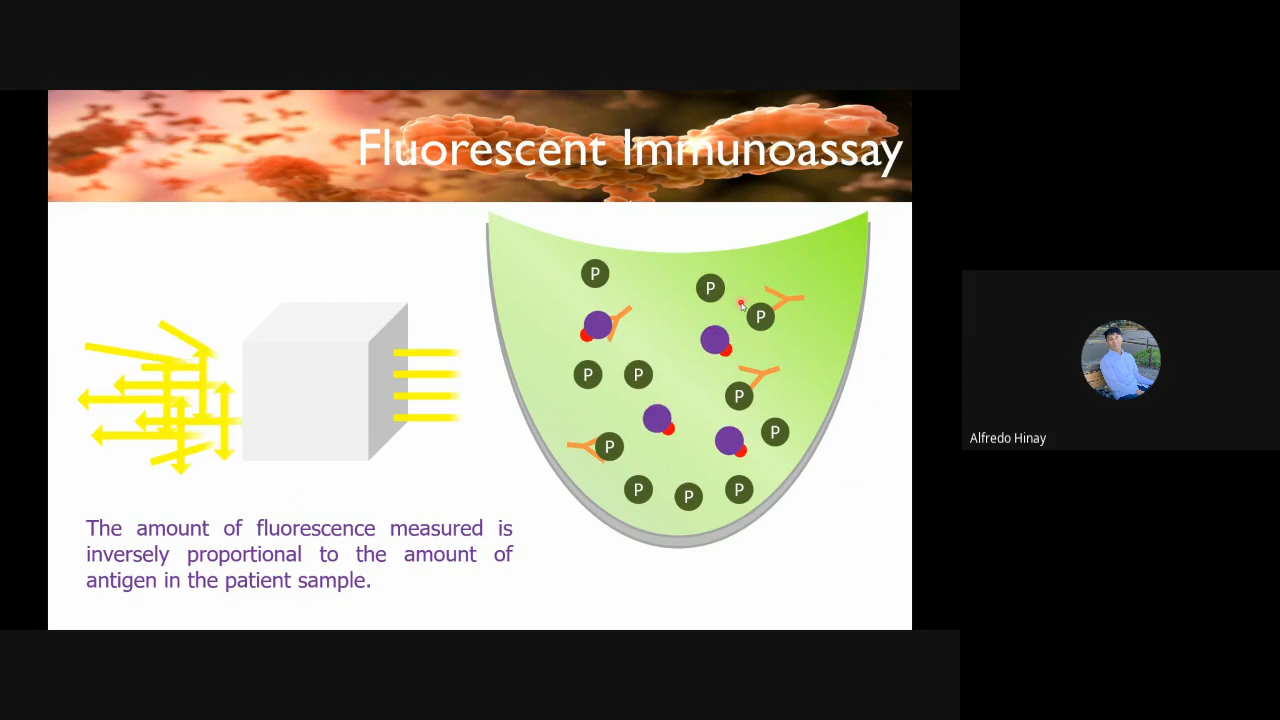 Fluorescent Immunoassay
P
P
P
P
P
P
P
P
P
P
P
The amount of fluorescence measured is
inversely proportional to the amount of
antigen in the patient sample.
Alfredo Hinay